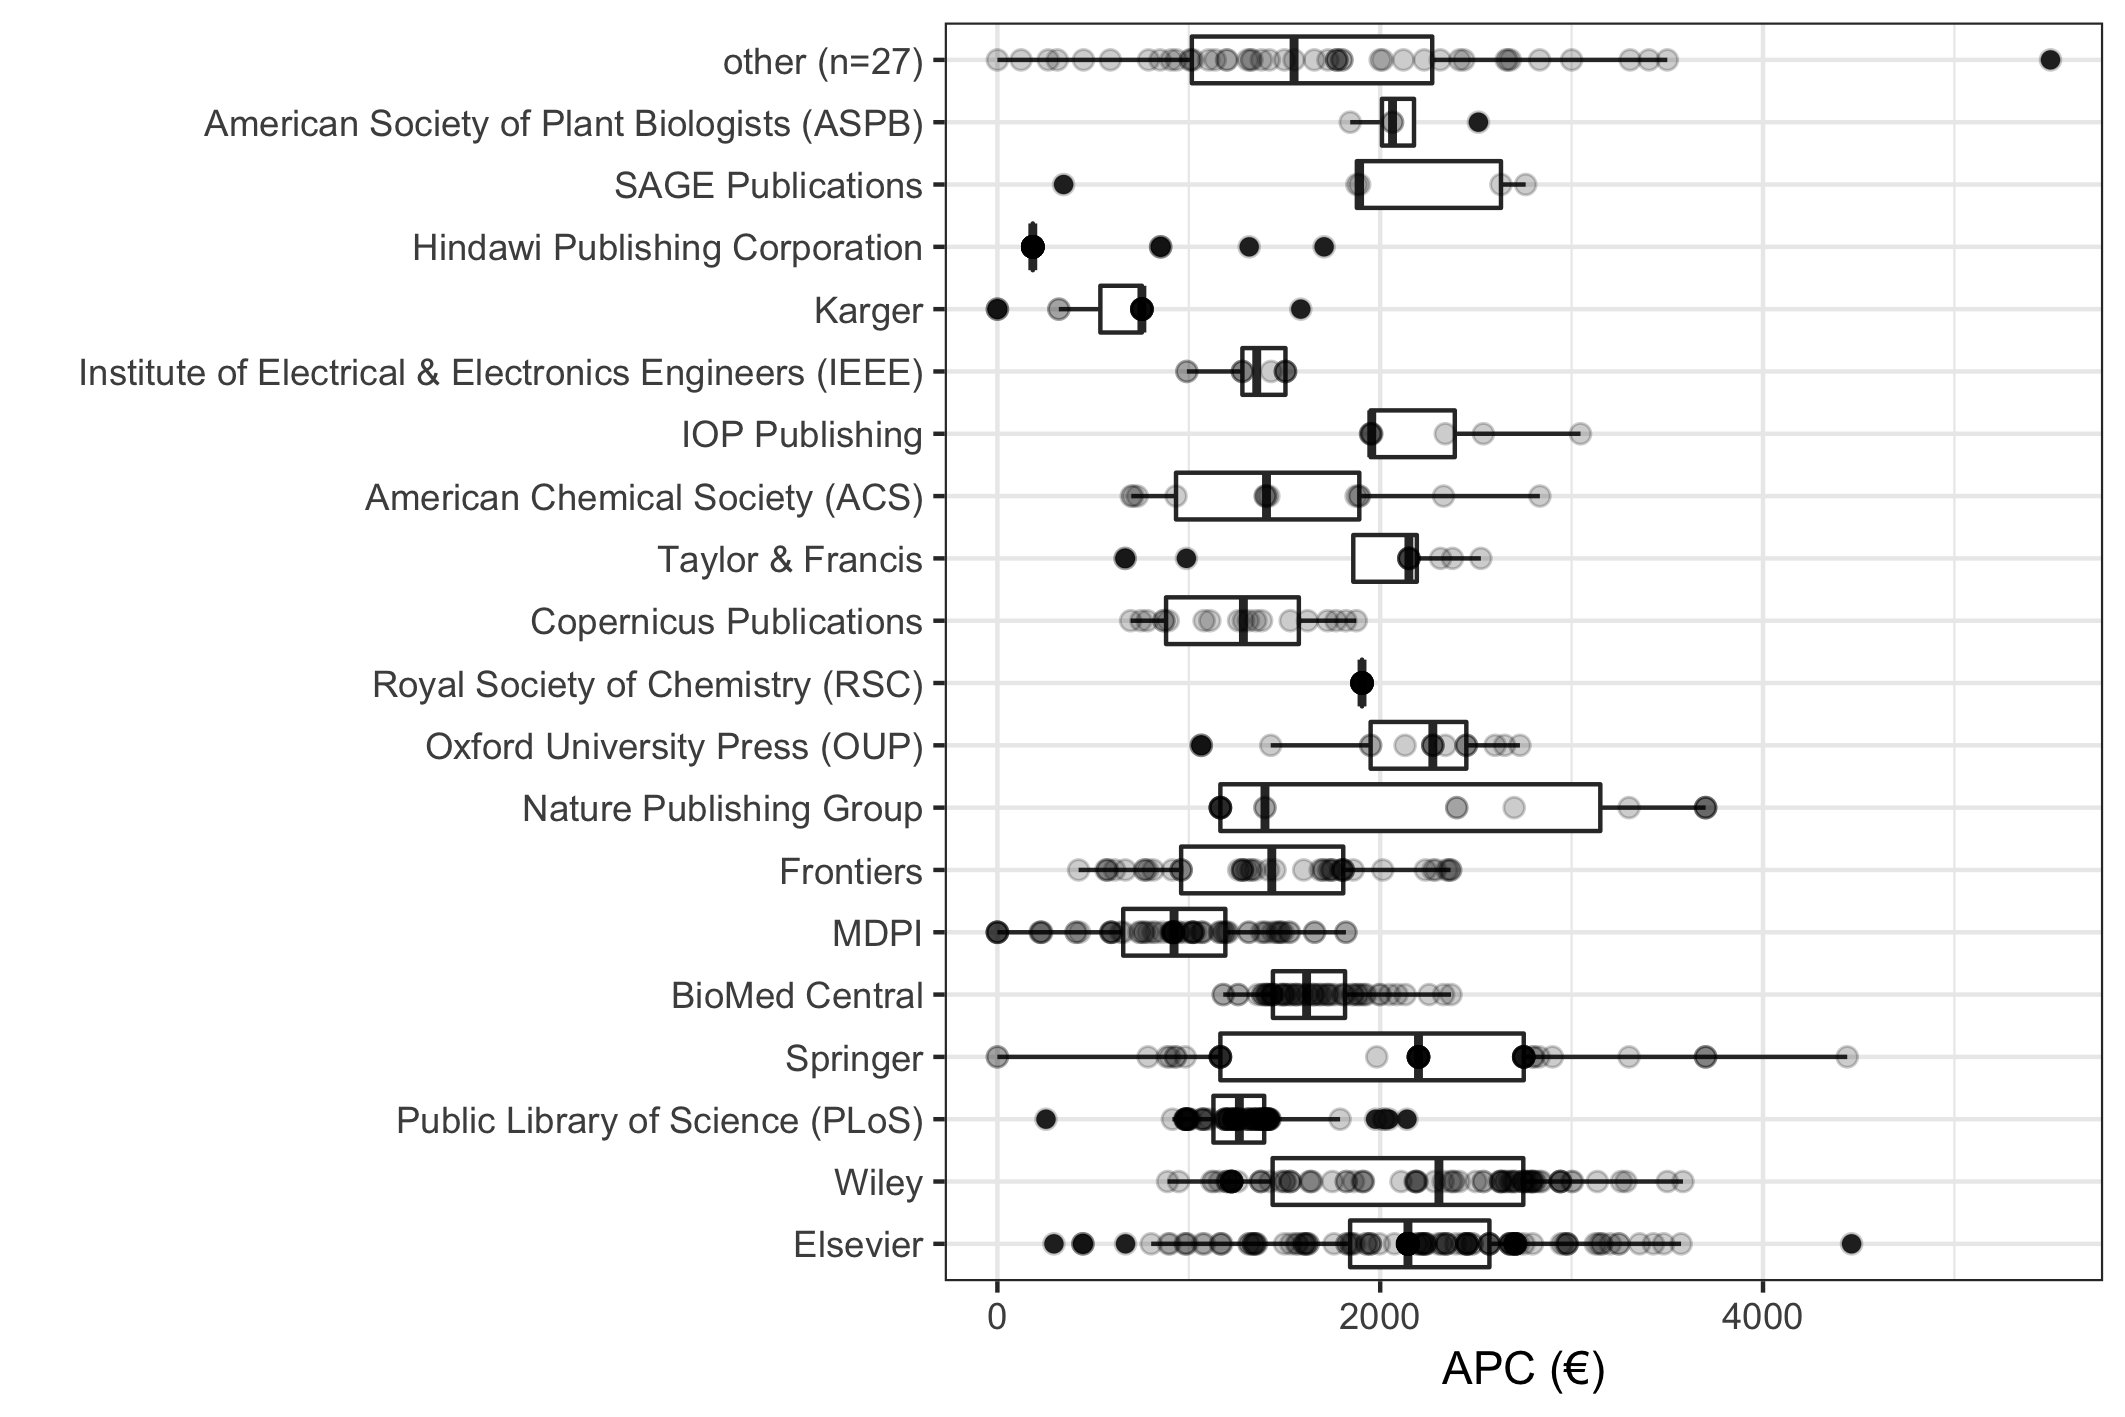 other (n=27)
American Society of Plant Biologists (ASPB)
SAGE Publications
Hindawi Publishing Corporation
Karger
Institute of Electrical & Electronics Engineers (IEEE)
IOP Publishing
American Chemical Society (ACS)
Taylor & Francis
Copernicus Publications
Royal Society of Chemistry (RSC)
Oxford University Press (OUP)
Nature Publishing Group
Frontiers
MDPI
BioMed Central
Springer
Public Library of Science (PLoS)
Wiley
Elsevier
0 2000 4000
APC (€)